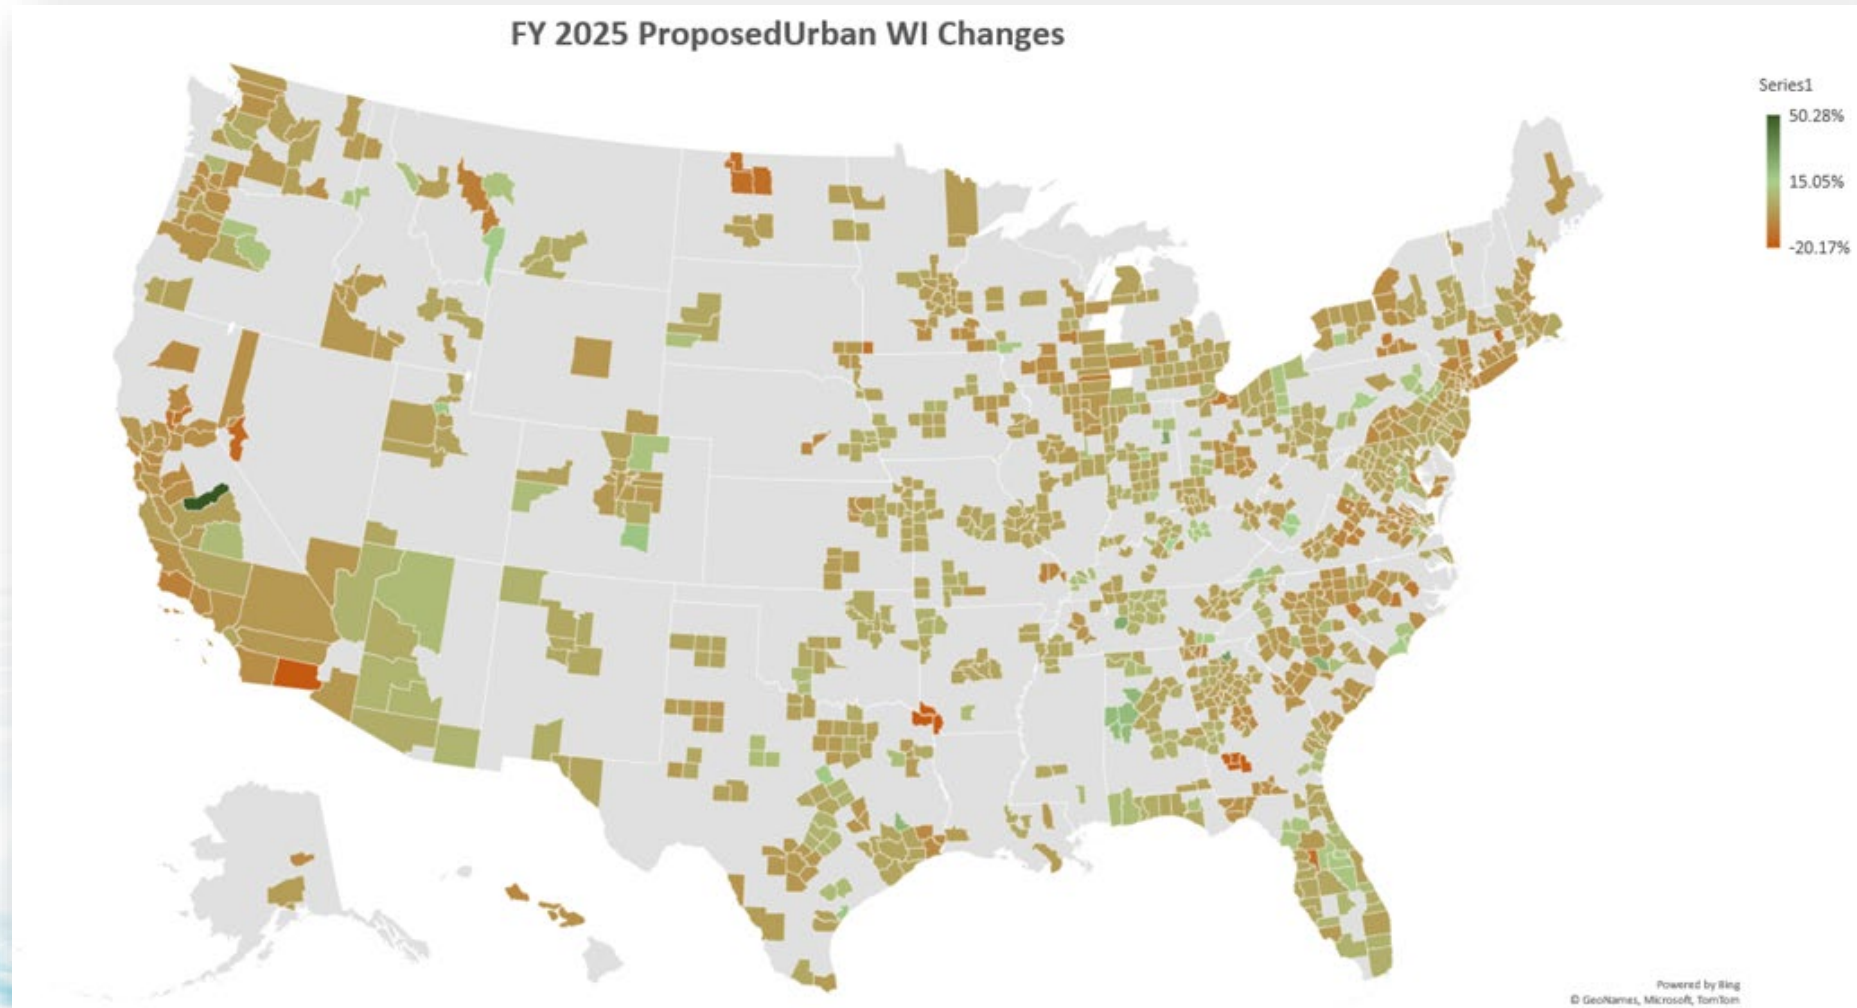 FY 2025 ProposedUrban WI Changes
Series1
50.28%
15.05%
-20.17%
Powered by Bing
© GeoNames, Microsoft, TomTom